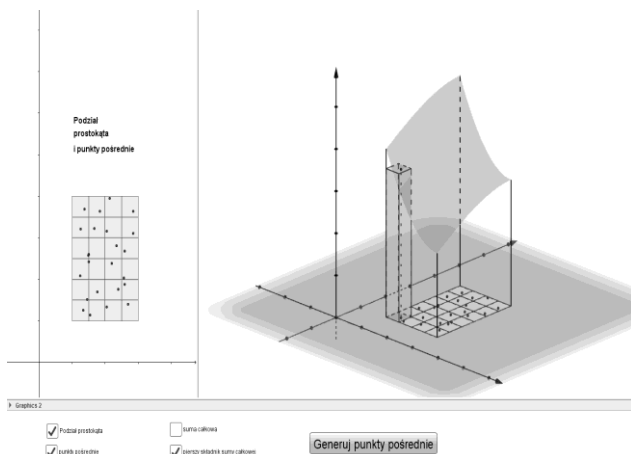 Podział
prostokąta
i punkty pośrednie
Graphics 2
Podział prostokąta
suma całkowa
punkty pośrednie
pierwszy składnik sumy całkowej
Generuj punkty pośrednie